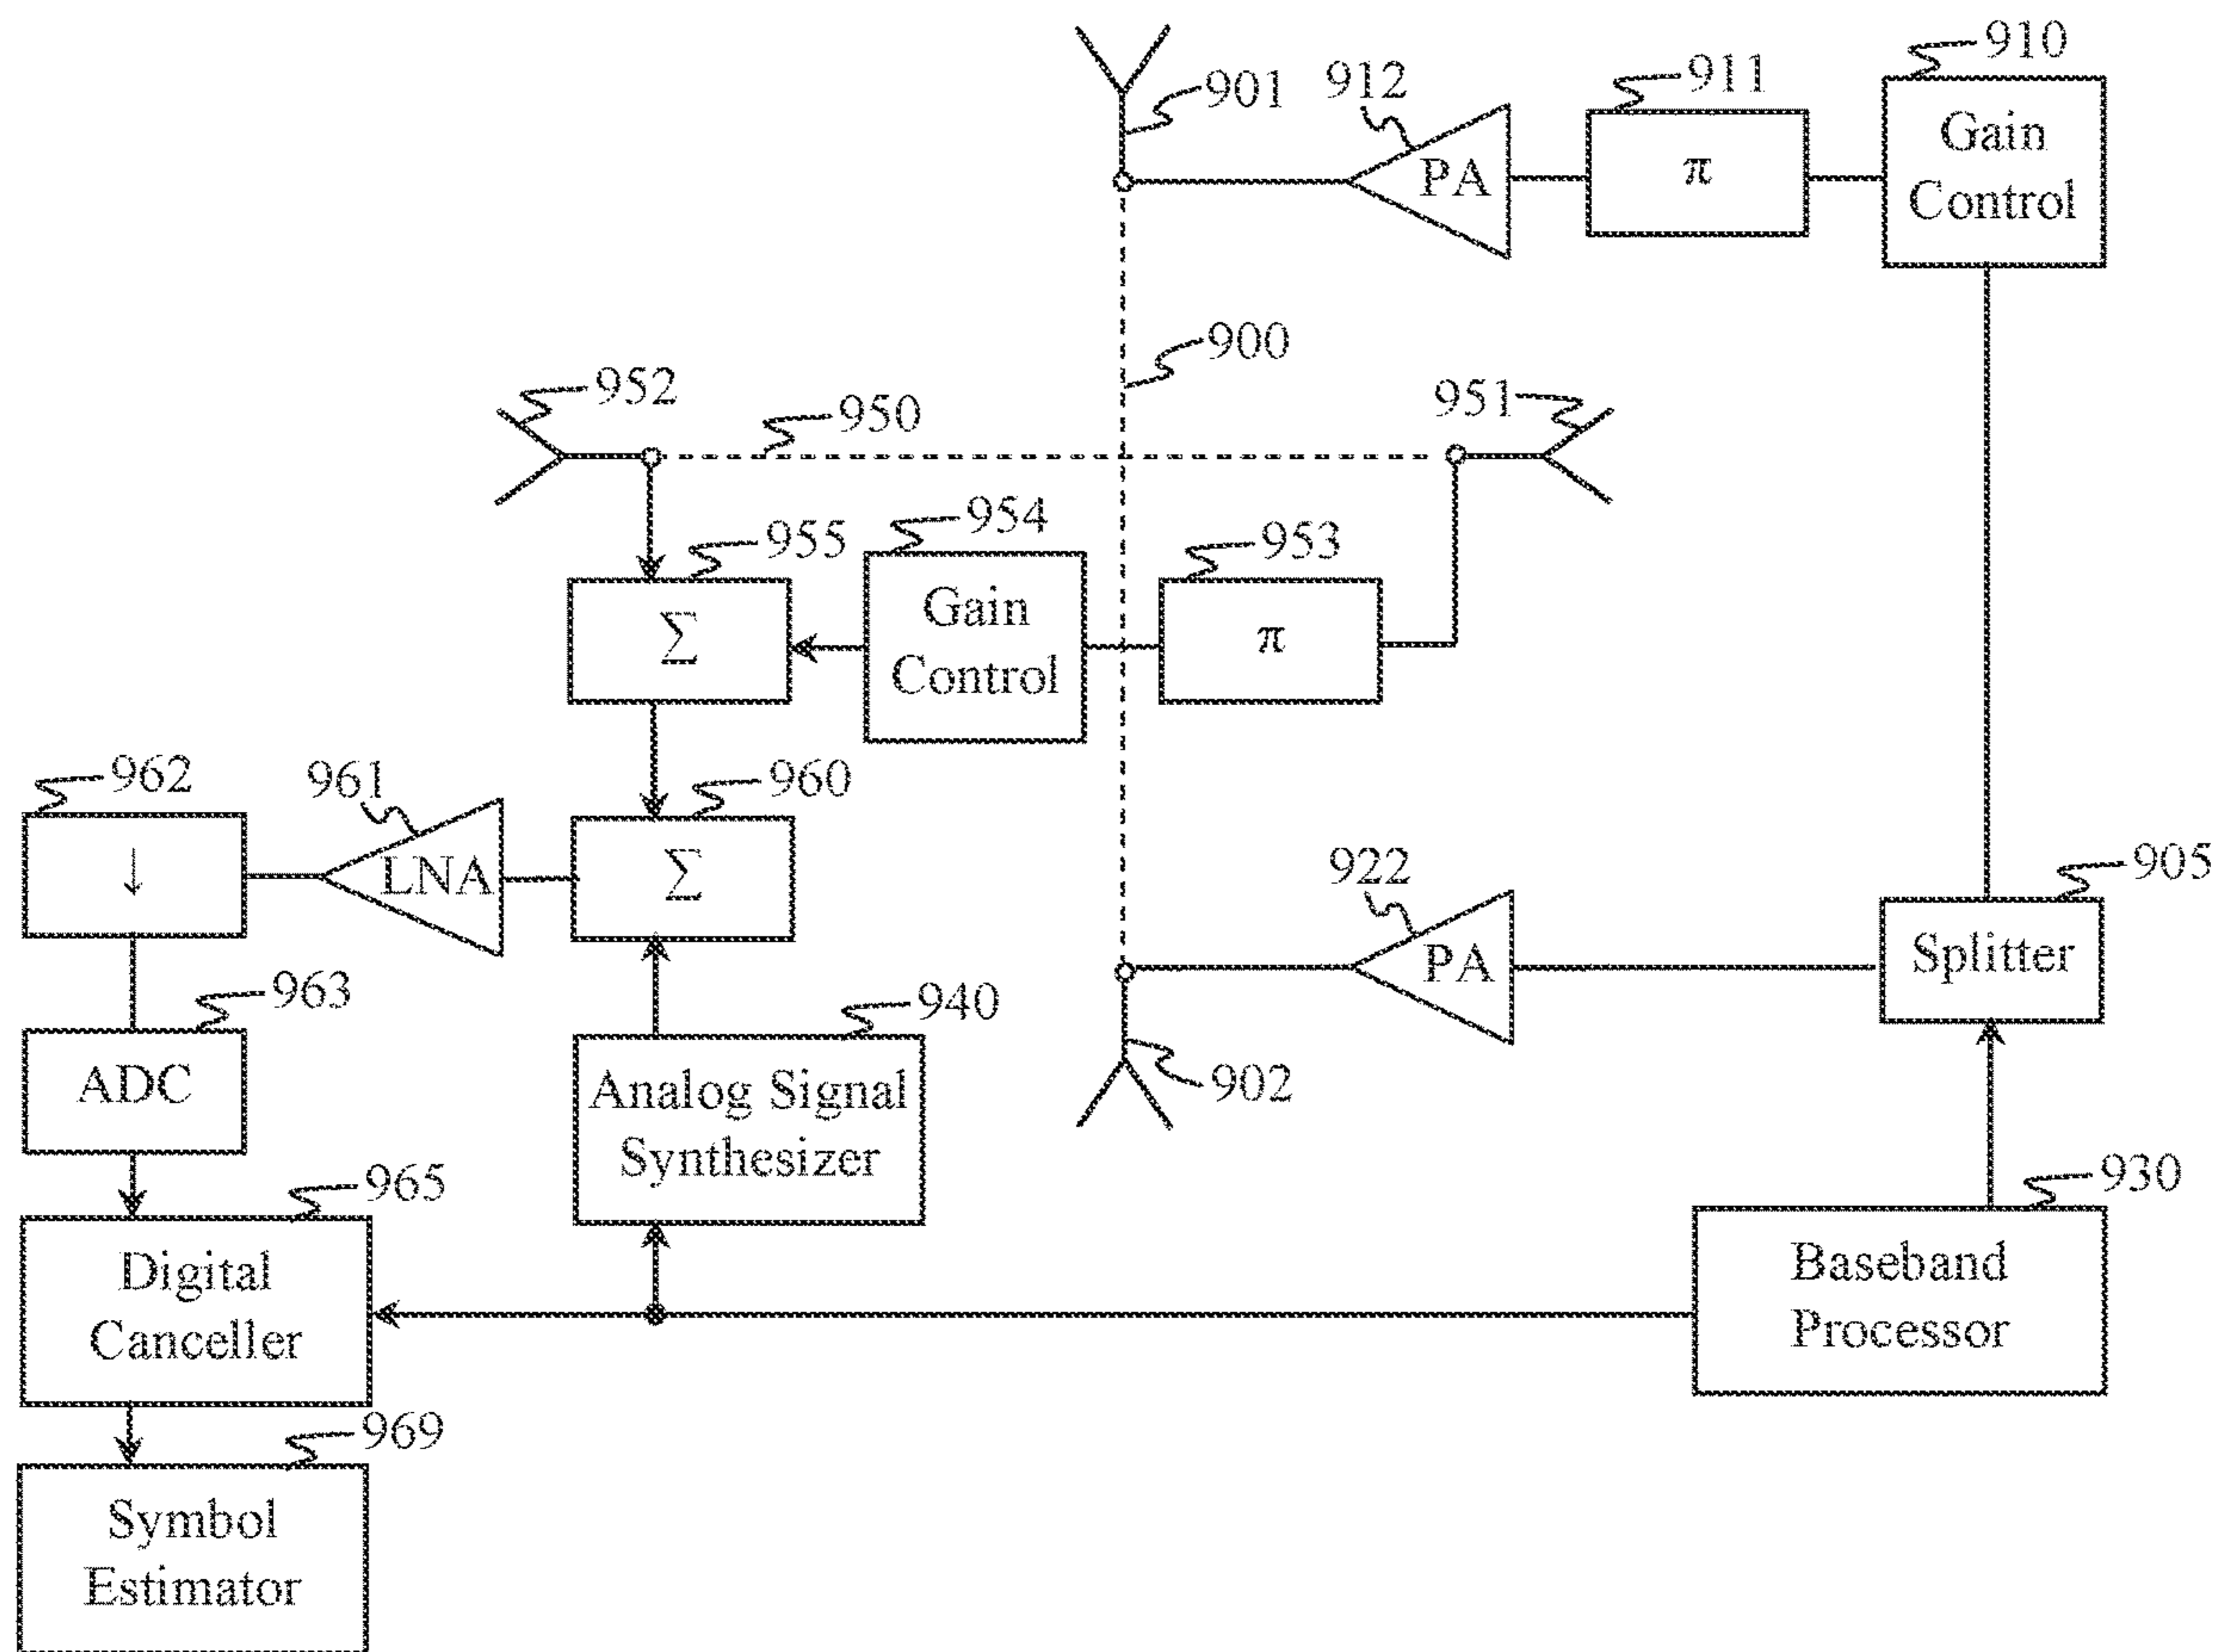 910
901
912
911
PA
π
Gain
Control
900
952
950
951
954
955
953
Σ
Gain
Control
π
962
961
960
↓
LNA
Σ
922
905
PA
Splitter
963
940
ADC
Analog Signal
Synthesizer
902
965
930
Digital
Canceller
Baseband
Processor
969
Symbol
Estimator